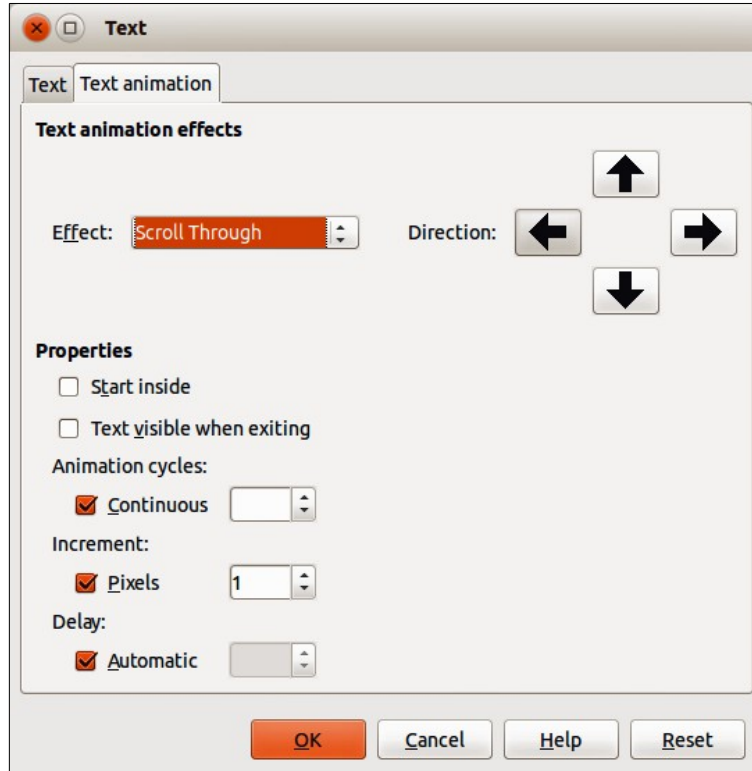 Text
Text Text animation
Text animation effects
Effect: Scroll Through Direction:
Properties
Start inside
Text visible when exiting
Animation cycles:
Continuous
Increment:
Pixels 1
Delay:
Automatic
OK Cancel Help Reset